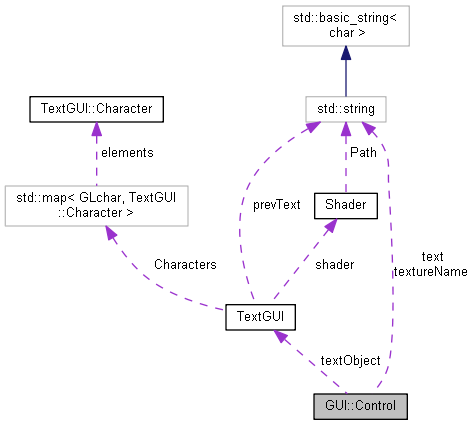 std::basic_string<
char >
TextGUI::Character
std::string
elements
Path
std::map< GLchar, TextGUI
::Character >
prevText
Shader
Characters
shader
text
textureName
TextGUI
textObject
GUI::Control